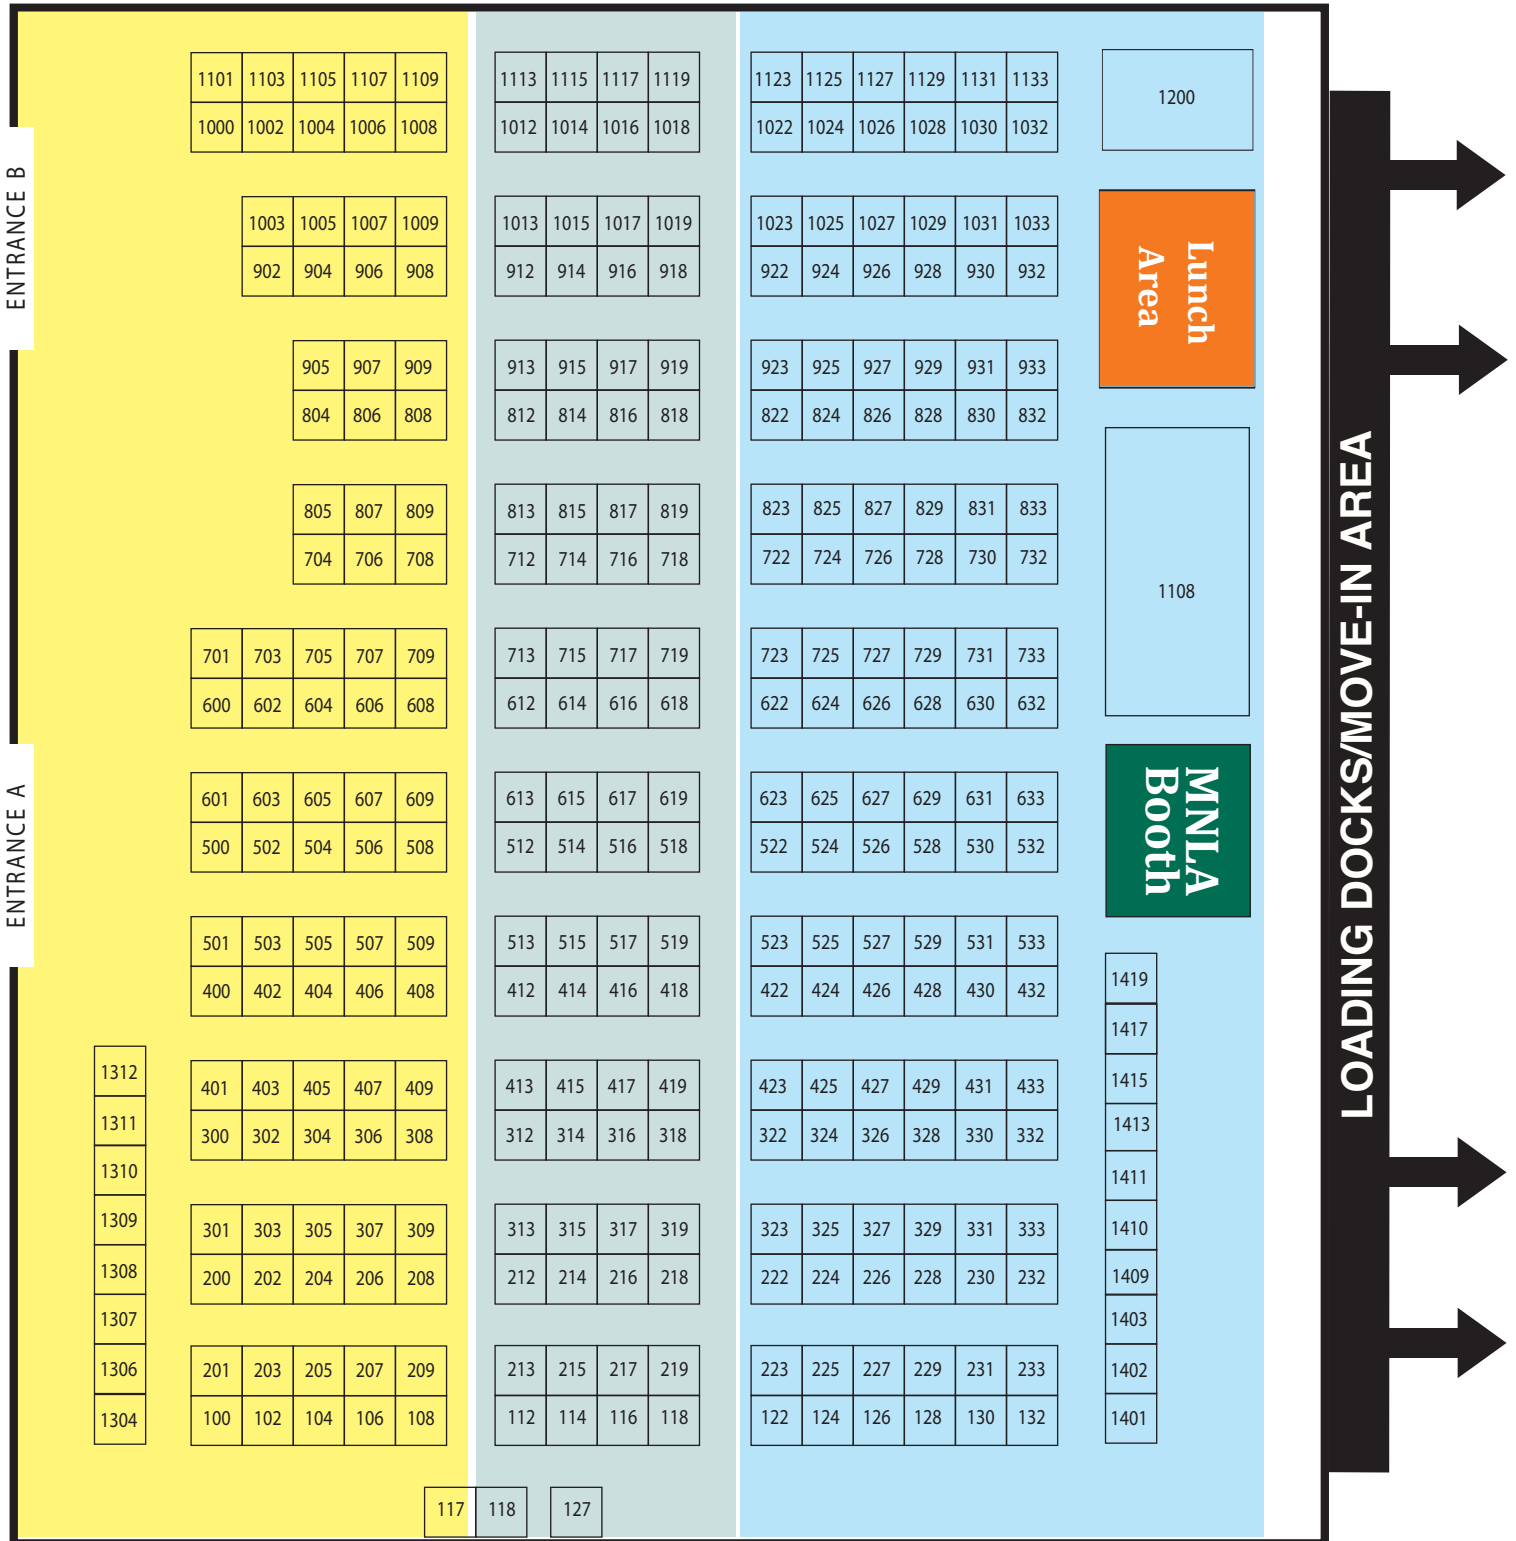 1101 1103 1105 1107 1109 1113 1115 1117 1119 1123 1125 1127 1129 1131 1133
1200
1000 1002 1004 1006 1008 1012 1014 1016 1018 1022 1024 1026 1028 1030 1032
ENTRANCE B
1003 1005 1007 1009 1013 1015 1017 1019 1023 1025 1027 1029 1031 1033
902 904 906 908 912 914 916 918 922 924 926 928 930 932
Lunch
Area
905 907 909 913 915 917 919 923 925 927 929 931 933
804 806 808 812 814 816 818 822 824 826 828 830 832
805 807 809 813 815 817 819 823 825 827 829 831 833
704 706 708 712 714 716 718 722 724 726 728 730 732
1108
LOADING DOCKS/MOVE-IN AREA
701 703 705 707 709 713 715 717 719 723 725 727 729 731 733
600 602 604 606 608 612 614 616 618 622 624 626 628 630 632
ENTRANCE A
601 603 605 607 609 613 615 617 619 623 625 627 629 631 633
500 502 504 506 508 512 514 516 518 522 524 526 528 530 532
MNLA
Booth
501 503 505 507 509 513 515 517 519 523 525 527 529 531 533
400 402 404 406 408 412 414 416 418 422 424 426 428 430 432
1419
1417
1312
401 403 405 407 409 413 415 417 419 423 425 427 429 431 433
1415
1311
300 302 304 306 308 312 314 316 318 322 324 326 328 330 332
1413
1310
1411
1309
301 303 305 307 309 313 315 317 319 323 325 327 329 331 333
1410
1308
200 202 204 206 208 212 214 216 218 222 224 226 228 230 232
1409
1307
1403
1306
201 203 205 207 209 213 215 217 219 223 225 227 229 231 233
1402
1304
100 102 104 106 108 112 114 116 118 122 124 126 128 130 132
1401
117 118 127